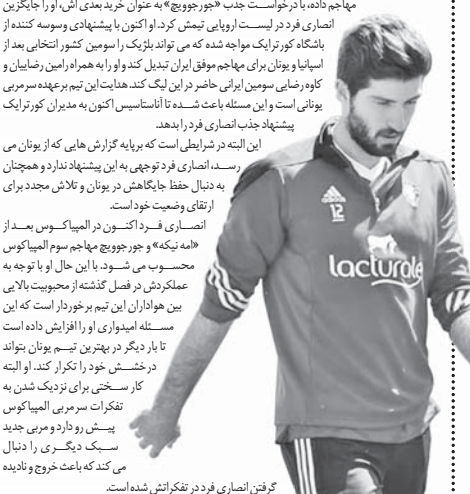 مهاجم داده، با درخواست جذب «جورجوویچ» به عنوان خرید بعدی اش، او را جایگزین
انصاری فرد در لیست اروپایی تیمش کرد. او اکنون با پیشنهادی وسوسه کننده از
باشگاه کورترایک مواجه شده که می تواند بلژیک را سومین کشور انتخابی بعد از
اسپانیا و یونان برای مهاجم موفق ایران تبدیل کند و او را به همراه رامین رضاییان و
کاوه رضایی سومین ایرانی حاضر در این لیگ کند. هدایت این تیم بر عهده سرمربی
یونانی است و این مسئله باعث شده تا آناستاسیس اکنون به مدیران کورترایک
پیشنهاد جذب انصاری فرد را بدهد.
این البته در شرایطی است که بر پایه گزارش هایی که از یونان می
رسد، انصاری فرد توجهی به این پیشنهاد ندارد و همچنان
به دنبال حفظ جایگاهش در یونان و تلاش مجدد برای
ارتقای وضعیت خود است.
انصاری فرد اکنون در المپیاکوس بعد از
«امه نیکه» و جورجوویچ مهاجم سوم المپیاکوس
محسوب می شود. با این حال او با توجه به
عملکردش در فصل گذشته از محبوبیت بالایی
بین هواداران این تیم برخوردار است که این
مسئله امیدواری او را افزایش داده است
تا بار دیگر در بهترین تیم یونان بتواند
درخشش خود را تکرار کند. او البته
کار سختی برای نزدیک شدن به
تفکرات سرمربی المپیاکوس
پیش رو دارد و مربی جدید
سبک دیگری را دنبال
می کند که باعث خروج و نادیده
گرفتن انصاری فرد در تفکراتش شده است.
adidas
12
lacturale